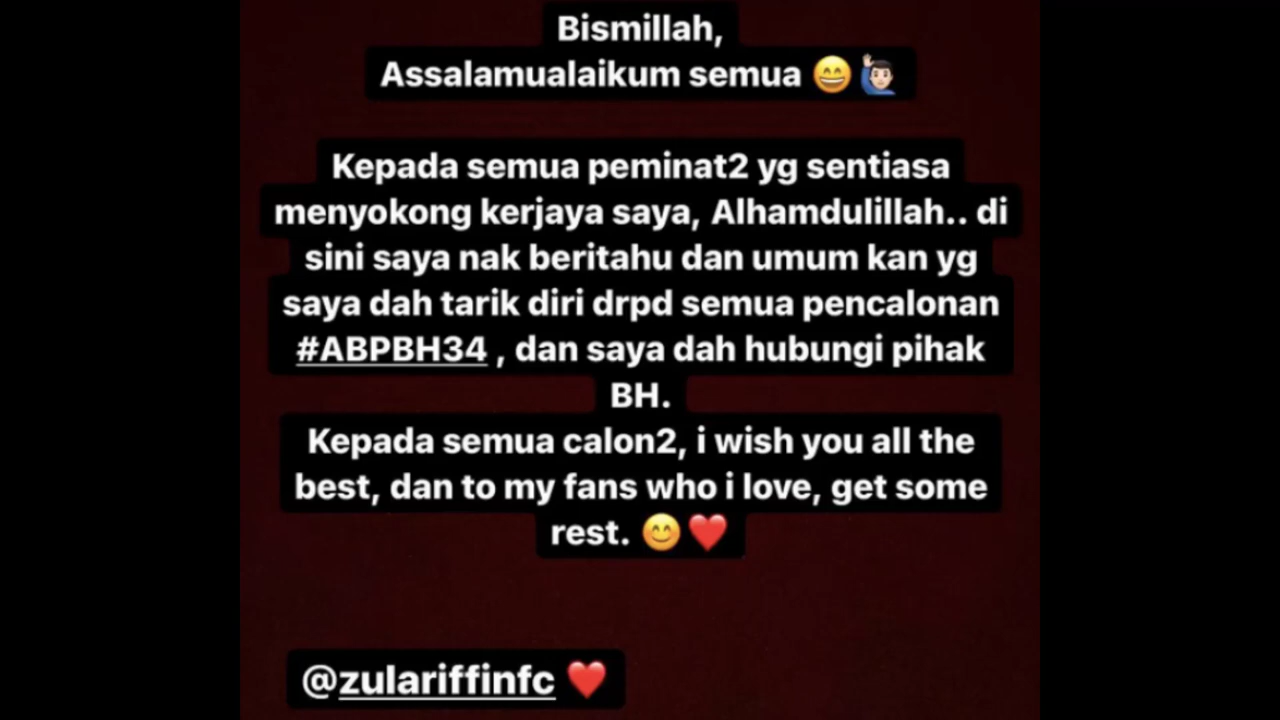 Bismillah,
Assalamualaikum semua 😄🙋🏻‍♂️
Kepada semua peminat2 yg sentiasa
menyokong kerjaya saya, Alhamdulillah.. di
sini saya nak beritahu dan umum kan yg
saya dah tarik diri drpd semua pencalonan
#ABPBH34 , dan saya dah hubungi pihak
BH.
Kepada semua calon2, i wish you all the
best, dan to my fans who i love, get some
rest. 😊❤️
@zulariffinfc ❤️